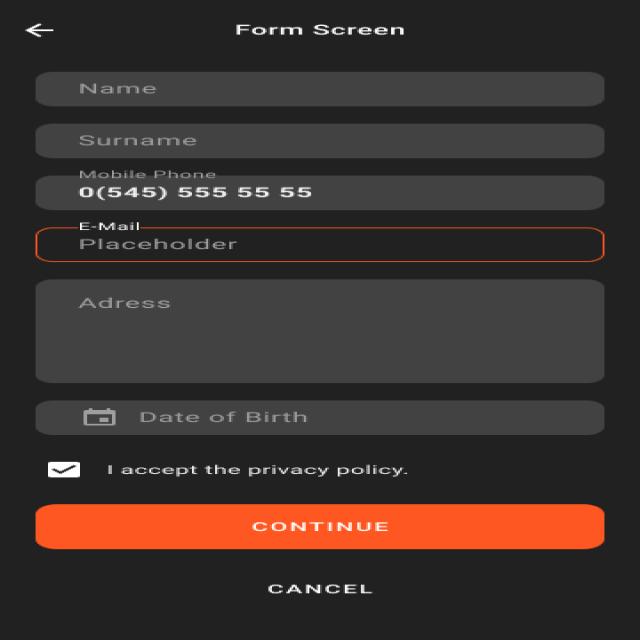 Form Screen
Name
Surname
Mobile Phone
0(545) 555 55 55
E-Mail
Placeholder
Adress
Date of Birth
I accept the privacy policy.
CONTINUE
CANCEL